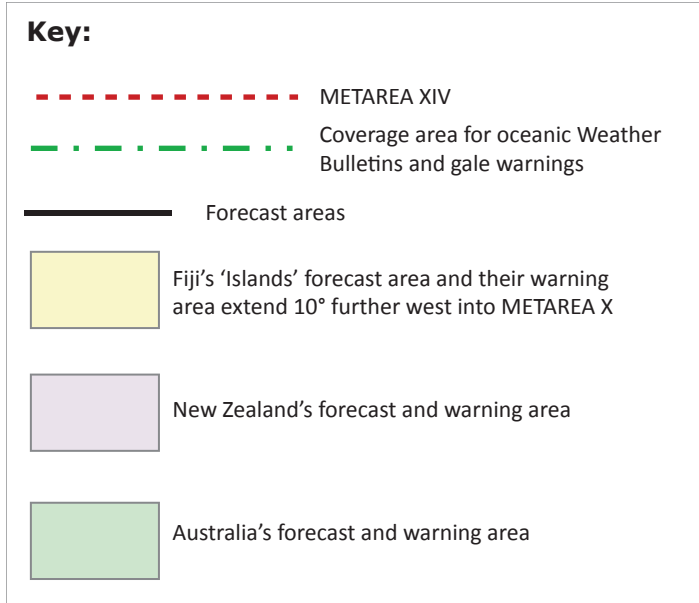 Key:
METAREA XIV
Coverage area for oceanic Weather
Bulletins and gale warnings
Forecast areas
Fiji's ‘Islands’ forecast area and their warning
area extend 10° further west into METAREA X
New Zealand's forecast and warning area
Australia's forecast and warning area